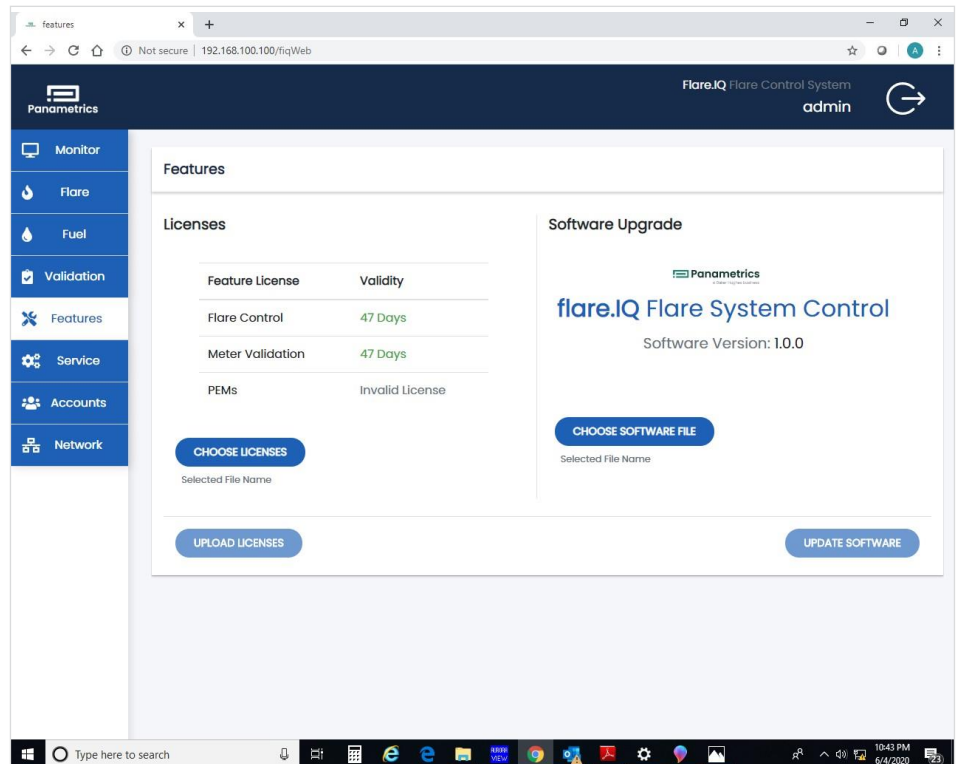 features
Not secure | 192.168.100.100/fiqWeb
A
Panametrics
Flare.IQ Flare Control System
admin
Monitor
Flare
Fuel
Validation
Features
Service
Accounts
Network
Features
Licenses
Feature License Validity
Flare Control 47 Days
Meter Validation 47 Days
PEMs Invalid License
CHOOSE LICENSES
Selected File Name
UPLOAD LICENSES
Software Upgrade
Panametrics
flare.IQ Flare System Control
Software Version: 1.0.0
CHOOSE SOFTWARE FILE
Selected File Name
UPDATE SOFTWARE
Type here to search
VIEW
10:43 PM
6/4/2020
23